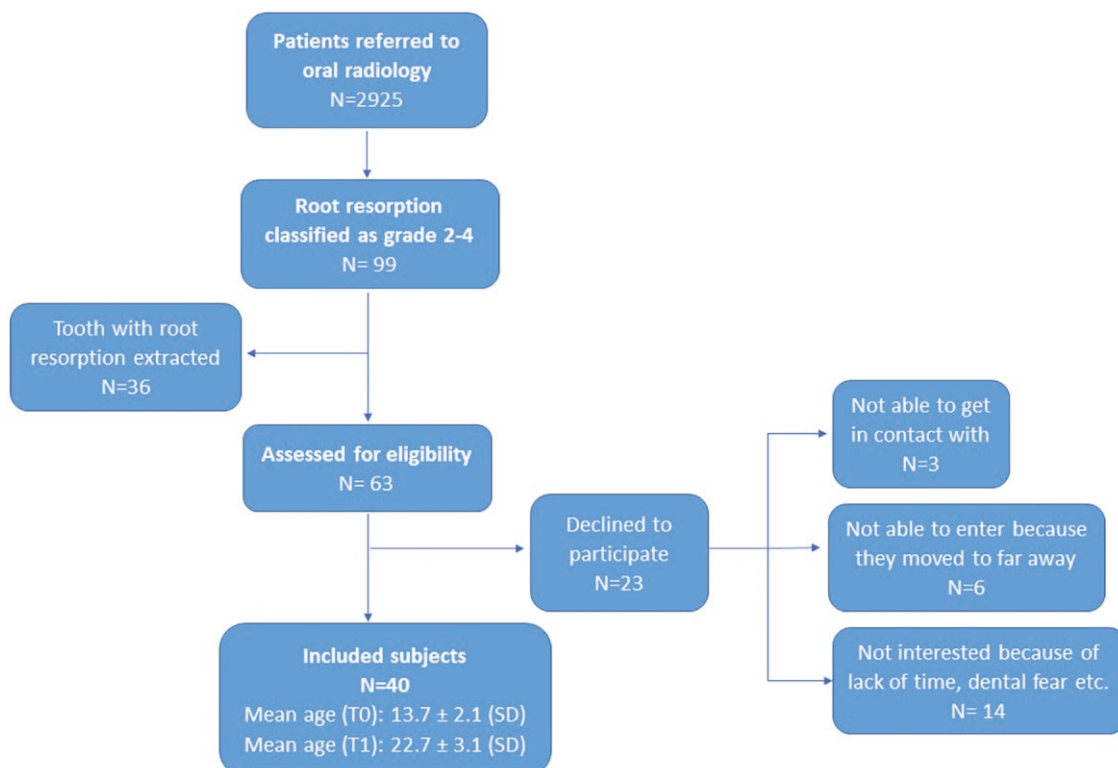 Patients referred to
oral radiology
N=2925
Root resorption
classified as grade 2-4
N= 99
Tooth with root
resorption extracted
N=36
Assessed for eligibility
N= 63
Declined to
participate
N=23
Not able to get
in contact with
N=3
Not able to enter because
they moved to far away
N=6
Not interested because of
lack of time, dental fear etc.
N= 14
Included subjects
N=40
Mean age (T0): 13.7 ± 2.1 (SD)
Mean age (T1): 22.7 ± 3.1 (SD)